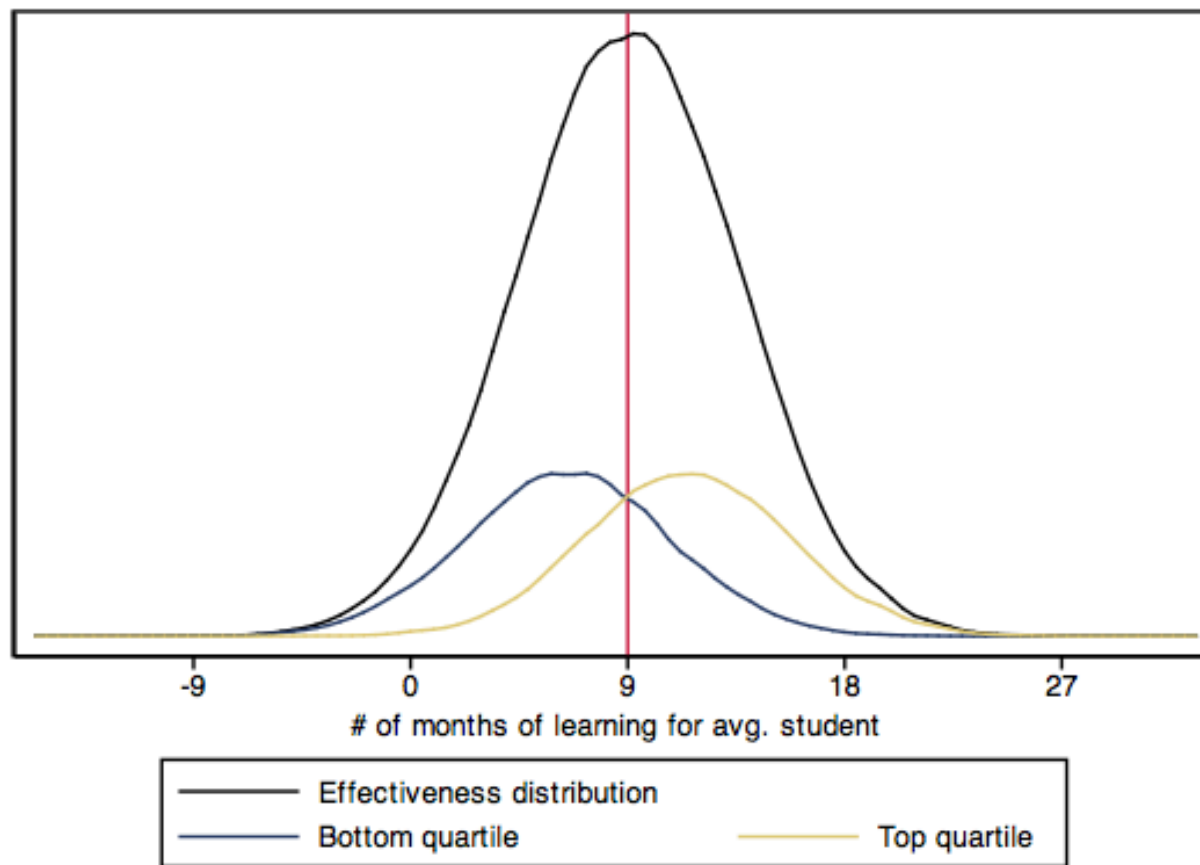 -9 0 9 18 27
# of months of learning for avg. student
Effectiveness distribution
Bottom quartile Top quartile